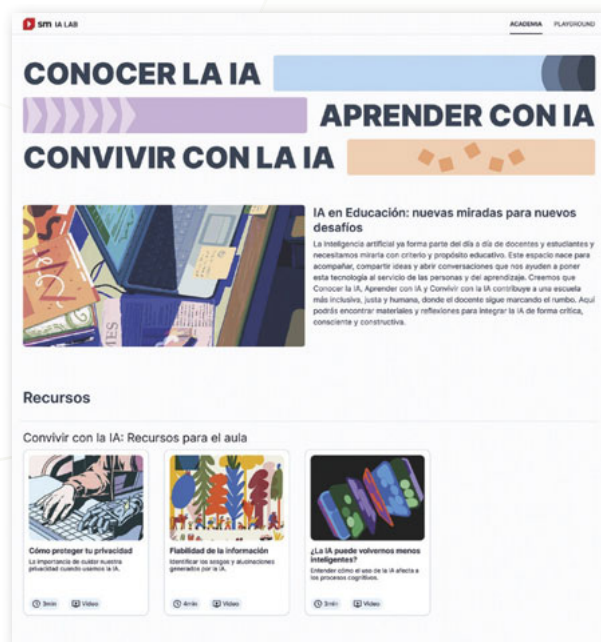 sm IA LAB
ACADEMIA PLAYGROUND
CONOCER LA IA
APRENDER CON IA
CONVIVIR CON LA IA
IA en Educación: nuevas miradas para nuevos
desafíos
La inteligencia artificial ya forma parte del día a día de docentes y estudiantes y
necesitamos mirarla con criterio y propósito educativo. Este espacio nace para
acompañar, compartir ideas y abrir conversaciones que nos ayuden a poner
esta tecnología al servicio de las personas y del aprendizaje. Creemos que
Conocer la IA, Aprender con IA y Convivir con la IA contribuye a una escuela
más inclusiva, justa y humana, donde el docente sigue marcando el rumbo. Aquí
podrás encontrar materiales y reflexiones para integrar la IA de forma crítica,
consciente y constructiva.
Recursos
Convivir con la IA: Recursos para el aula
Cómo proteger tu privacidad
La importancia de cuidar nuestra
privacidad cuando usamos la IA.
3min Video
Fiabilidad de la información
Identificar los sesgos y alucinaciones
generados por la IA.
4min Video
¿La IA puede volvernos menos
inteligentes?
Entender cómo el uso de la IA afecta a
los procesos cognitivos.
3min Video